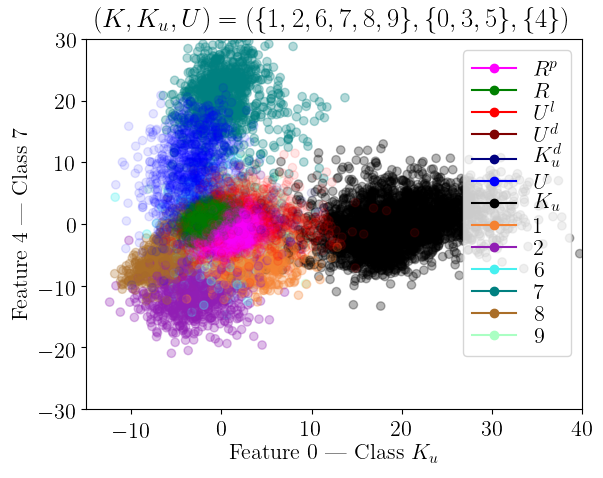 (K, K_u, U) = ({1, 2, 6, 7, 8, 9}, {0, 3, 5}, {4})
30
20
10
0
−10
−20
−30
Feature 4 — Class 7
−10
0
10
20
30
40
Feature 0 — Class K_u
R^p
R
U^l
U^d
K_u^d
U
K_u
1
2
6
7
8
9